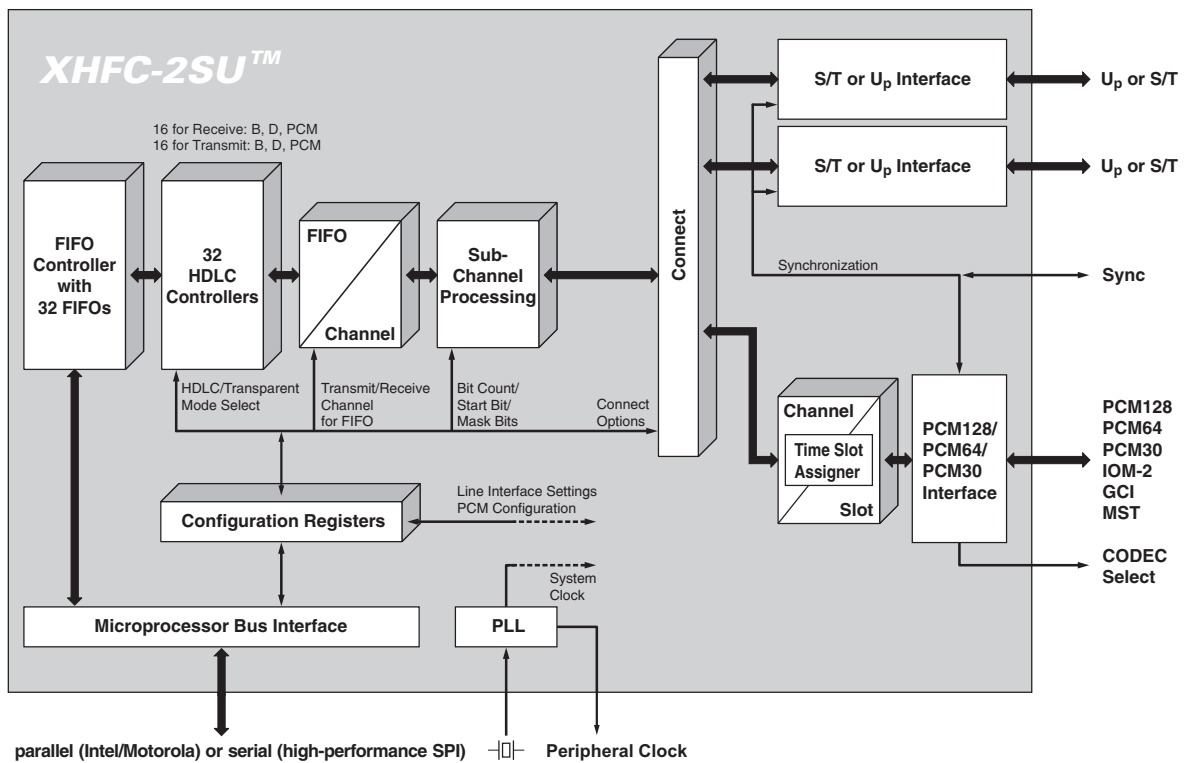 XHFC-2SU™
16 for Receive: B, D, PCM
16 for Transmit: B, D, PCM
FIFO
Controller
with
32 FIFOs
32
HDLC
Controllers
FIFO
Channel
Sub-
Channel
Processing
Connect
S/T or Up Interface
Up or S/T
S/T or Up Interface
Up or S/T
Synchronization
Sync
HDLC/Transparent
Mode Select
Transmit/Receive
Channel
for FIFO
Bit Count/
Start Bit/
Mask Bits
Connect
Options
Channel
Time Slot
Assigner
Slot
PCM128/
PCM64/
PCM30
Interface
PCM128
PCM64
PCM30
IOM-2
GCI
MST
CODEC
Select
Configuration Registers
Line Interface Settings
PCM Configuration
System
Clock
Microprocessor Bus Interface
PLL
parallel (Intel/Motorola) or serial (high-performance SPI)
Peripheral Clock